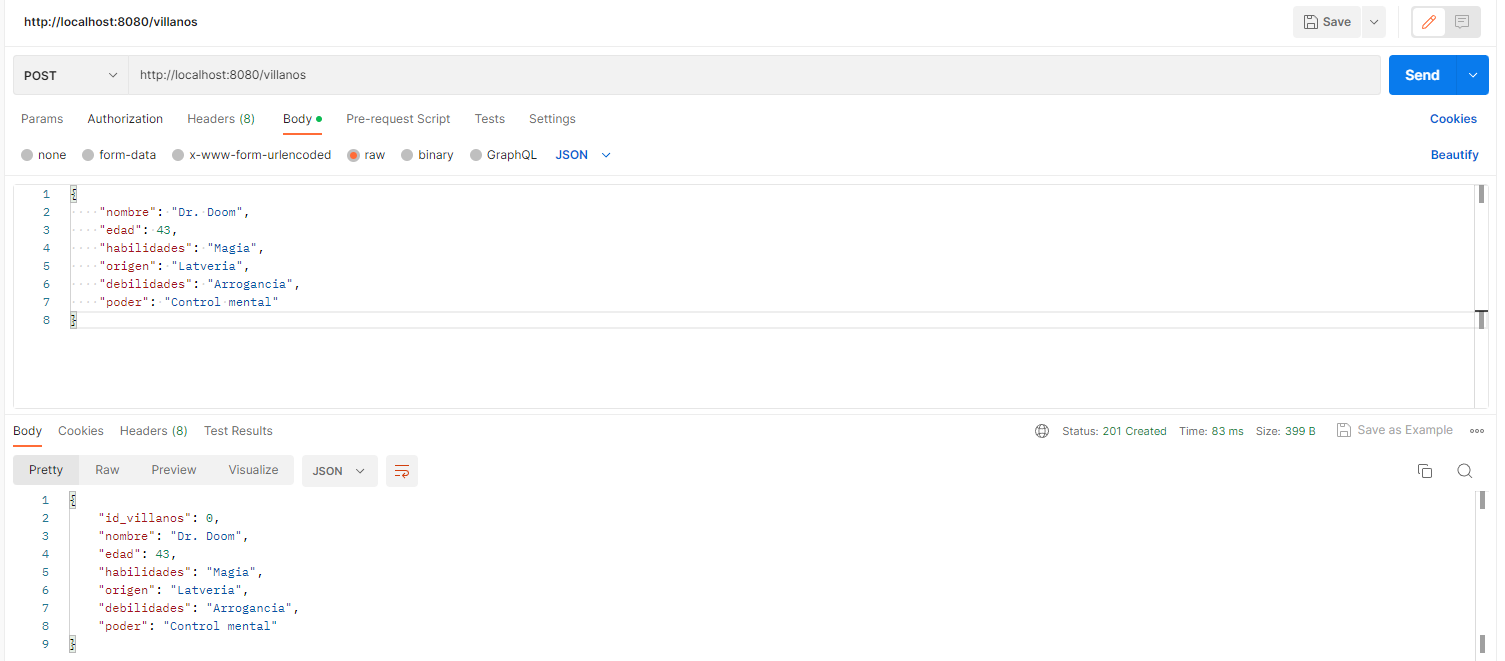 http://localhost:8080/villanos Save
POST http://localhost:8080/villanos Send
Params Authorization Headers (8) Body Pre-request Script Tests Settings Cookies
none form-data x-www-form-urlencoded raw binary GraphQL JSON Beautify
1 {
2 "nombre": "Dr. Doom",
3 "edad": 43,
4 "habilidades": "Magia",
5 "origen": "Latveria",
6 "debilidades": "Arrogancia",
7 "poder": "Control mental"
8 }
Body Cookies Headers (8) Test Results Status: 201 Created Time: 83 ms Size: 399 B Save as Example
Pretty Raw Preview Visualize JSON
1 {
2 "id_villanos": 0,
3 "nombre": "Dr. Doom",
4 "edad": 43,
5 "habilidades": "Magia",
6 "origen": "Latveria",
7 "debilidades": "Arrogancia",
8 "poder": "Control mental"
9 }